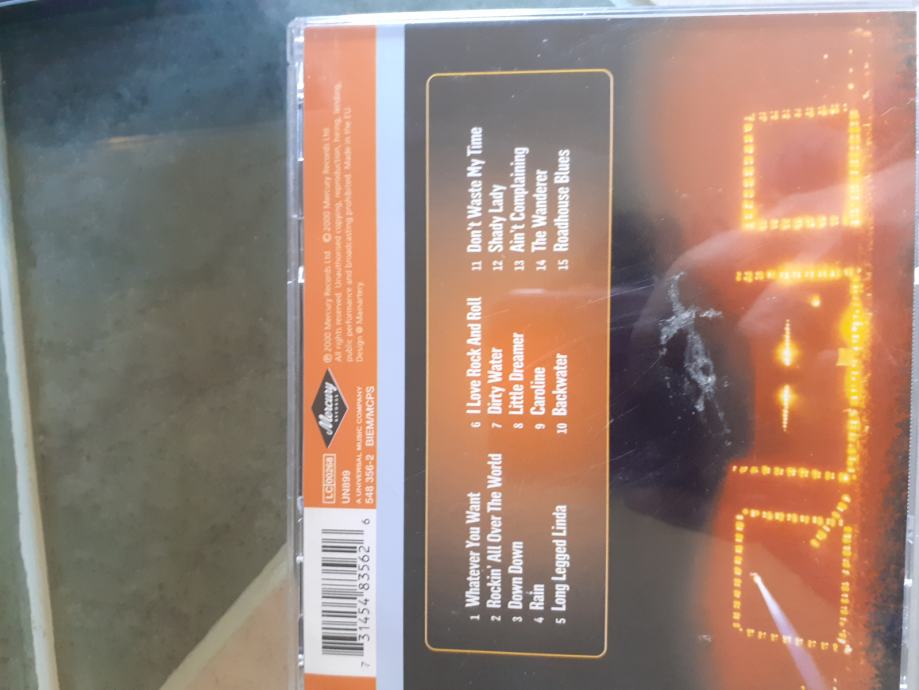 1 Whatever You Want
2 Rockin' All Over The World
3 Down Down
4 Rain
5 Long Legged Linda
6 I Love Rock And Roll
7 Dirty Water
8 Little Dreamer
9 Caroline
10 Backwater
11 Don't Waste My Time
12 Shady Lady
13 Ain't Complaining
14 The Wanderer
15 Roadhouse Blues
7 31454 83562 6
LC 00268
UN899
A UNIVERSAL MUSIC COMPANY
548 356-2 BIEM/MCPS
Mercury
RECORDS
℗ 2000 Mercury Records Ltd. © 2000 Mercury Records Ltd.
All rights reserved. Unauthorised copying, reproduction, hiring, lending,
public performance and broadcasting prohibited. Made in the E.U.